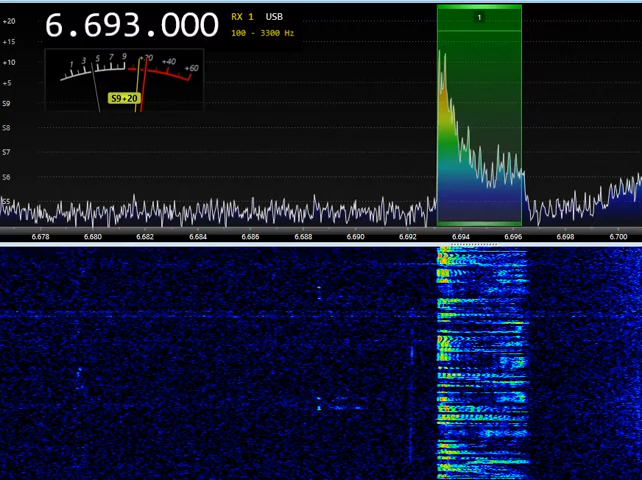 6.693.000 RX 1 USB
100 - 3300 Hz
1 3 5 7 9 +20 +40 +60
S9+20
1
+20
+15
+10
+5
S9
S8
S7
S6
S5
6.678 6.680 6.682 6.684 6.686 6.688 6.690 6.692 6.694 6.695 6.698 6.700